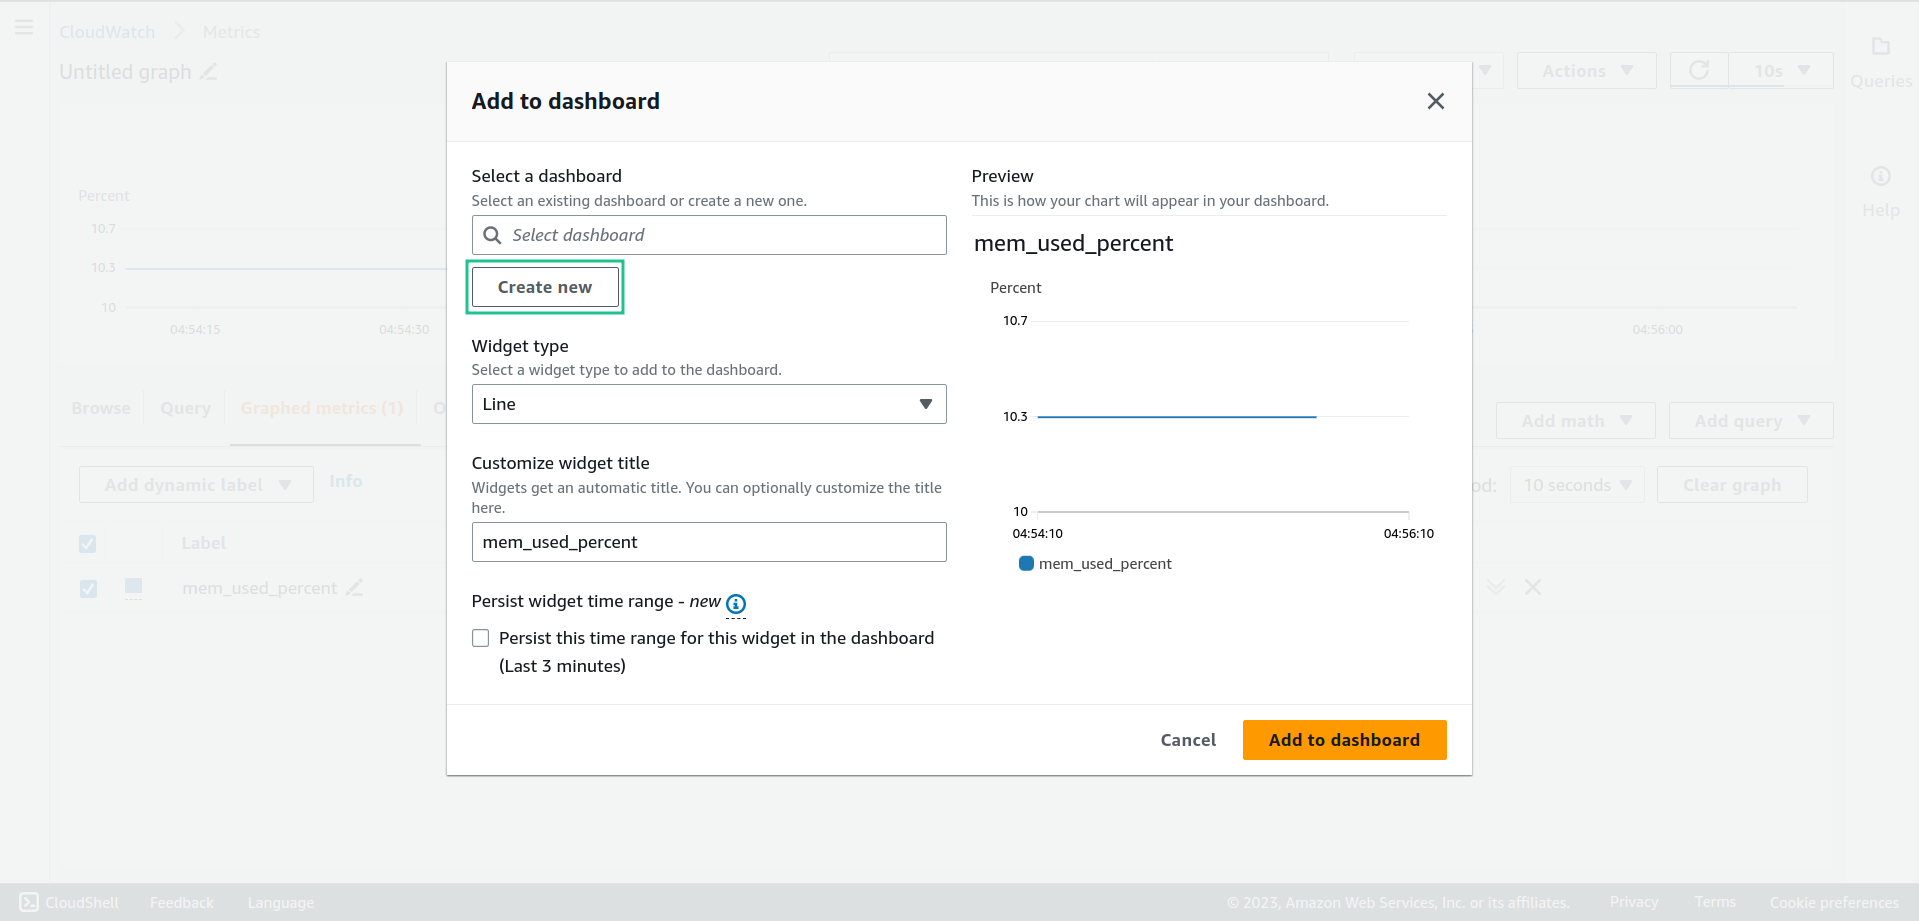 CloudWatch
Metrics
Untitled graph
Actions
10s
Queries
Help
Percent
10.7
10.3
10
04:54:15
04:54:30
04:56:00
Browse
Query
Graphed metrics (1)
Add math
Add query
Add dynamic label
Info
10 seconds
Clear graph
Label
mem_used_percent
Add to dashboard
Select a dashboard
Select an existing dashboard or create a new one.
Select dashboard
Create new
Widget type
Select a widget type to add to the dashboard.
Line
Customize widget title
Widgets get an automatic title. You can optionally customize the title
here.
mem_used_percent
Persist widget time range - new
Persist this time range for this widget in the dashboard
(Last 3 minutes)
Preview
This is how your chart will appear in your dashboard.
mem_used_percent
Percent
10.7
10.3
10
04:54:10
04:56:10
mem_used_percent
Cancel
Add to dashboard
CloudShell
Feedback
Language
© 2023, Amazon Web Services, Inc. or its affiliates.
Privacy
Terms
Cookie preferences